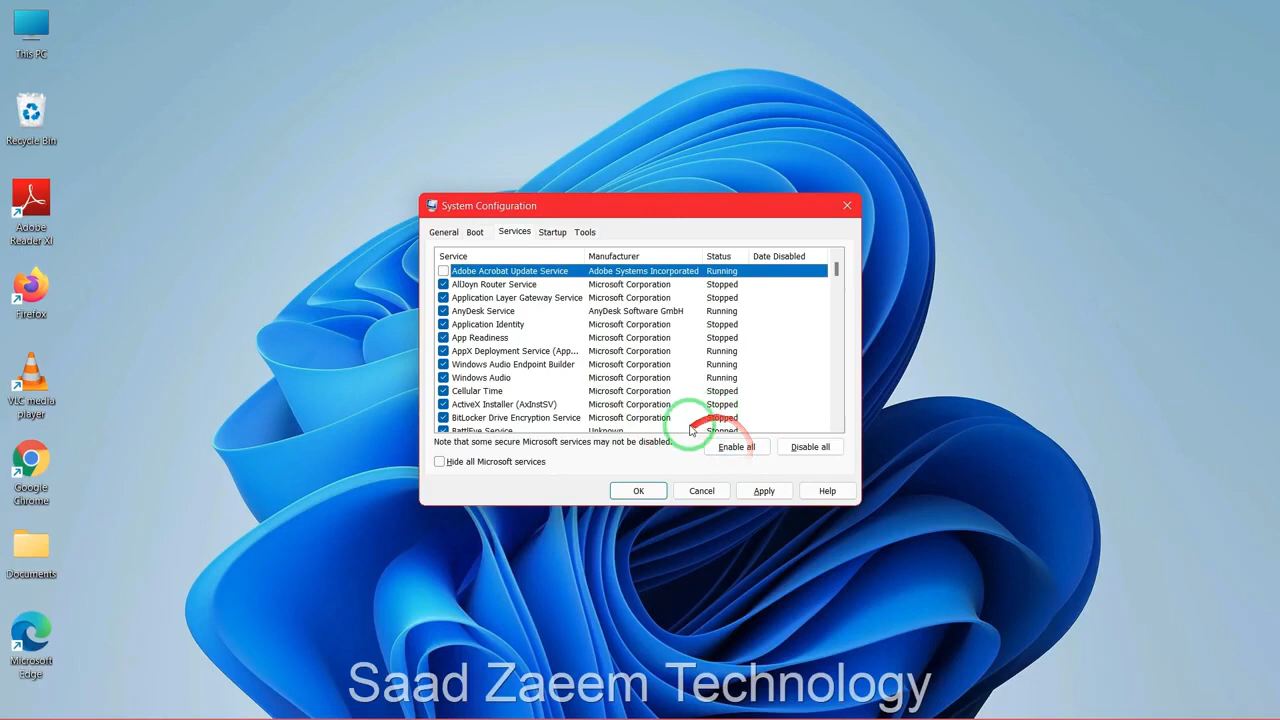 This PC
Recycle Bin
Adobe
Reader XI
Firefox
VLC media
player
Google
Chrome
Documents
Microsoft
Edge
System Configuration
General Boot Services Startup Tools
Service Manufacturer Status Date Disabled
Adobe Acrobat Update Service Adobe Systems Incorporated Running
AllJoyn Router Service Microsoft Corporation Stopped
Application Layer Gateway Service Microsoft Corporation Stopped
AnyDesk Service AnyDesk Software GmbH Running
Application Identity Microsoft Corporation Stopped
App Readiness Microsoft Corporation Stopped
AppX Deployment Service (App... Microsoft Corporation Running
Windows Audio Endpoint Builder Microsoft Corporation Running
Windows Audio Microsoft Corporation Running
Cellular Time Microsoft Corporation Stopped
ActiveX Installer (AxInstSV) Microsoft Corporation Stopped
BitLocker Drive Encryption Service Microsoft Corporation Stopped
BattlEye Service Unknown Stopped
Note that some secure Microsoft services may not be disabled.
Enable all Disable all
Hide all Microsoft services
OK Cancel Apply Help
Saad Zaeem Technology